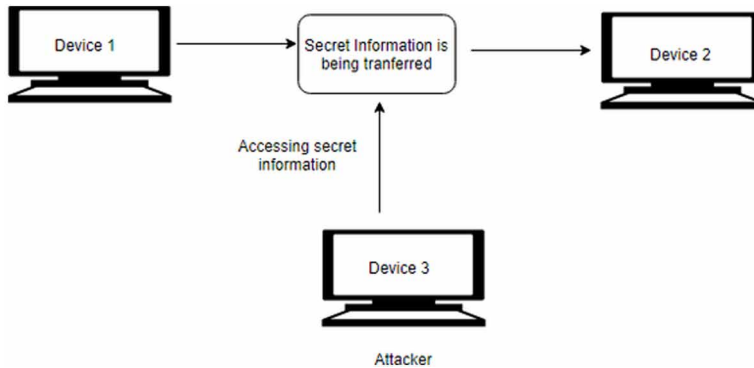 Device 1
Secret Information is
being tranferred
Device 2
Accessing secret
information
Device 3
Attacker